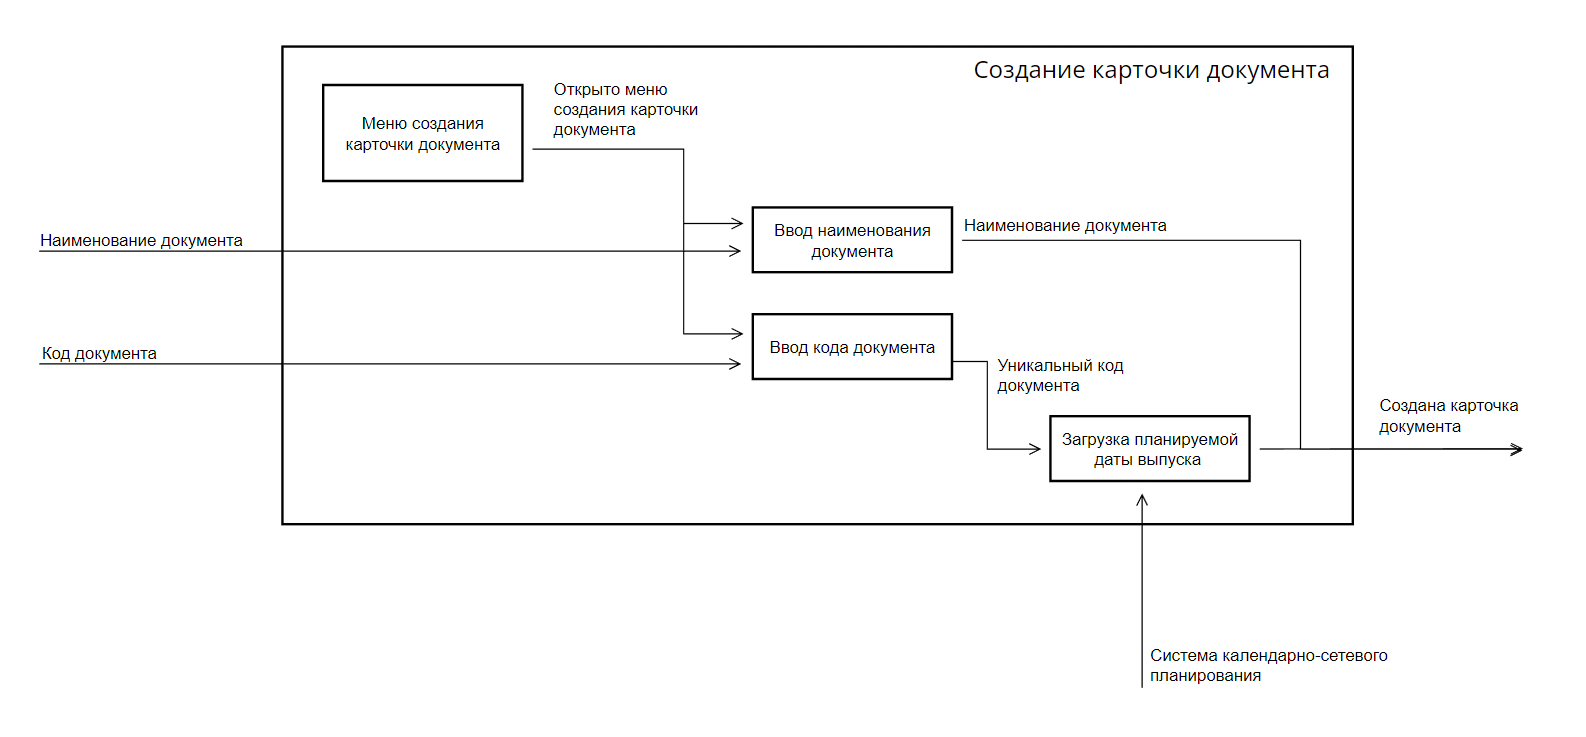 Создание карточки документа
Открыто меню
создания карточки
документа
Меню создания
карточки документа
Наименование документа
Ввод наименования
документа
Наименование документа
Код документа
Ввод кода документа
Уникальный код
документа
Загрузка планируемой
даты выпуска
Создана карточка
документа
Система календарно-сетевого
планирования